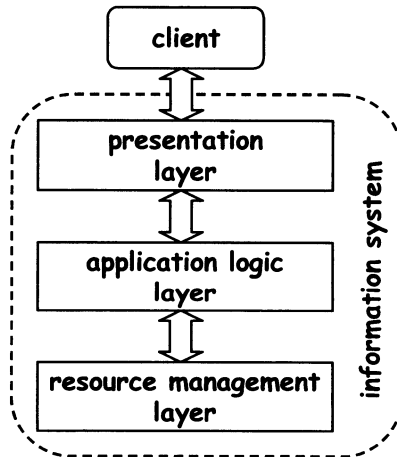 client
presentation
layer
application logic
layer
resource management
layer
information system